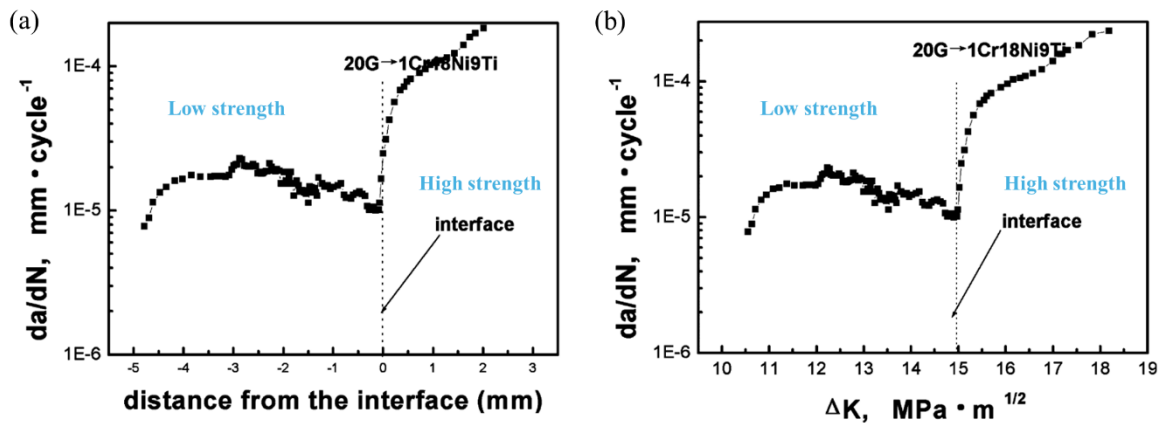 (a)
1E-4
1E-5
1E-6
da/dN, mm•cycle-1
20G→1Cr18Ni9Ti
Low strength
High strength
interface
-5 -4 -3 -2 -1 0 1 2 3
distance from the interface (mm)
(b)
1E-4
1E-5
1E-6
da/dN, mm•cycle-1
20G→1Cr18Ni9Ti
Low strength
High strength
interface
10 11 12 13 14 15 16 17 18 19
ΔK, MPa•m 1/2